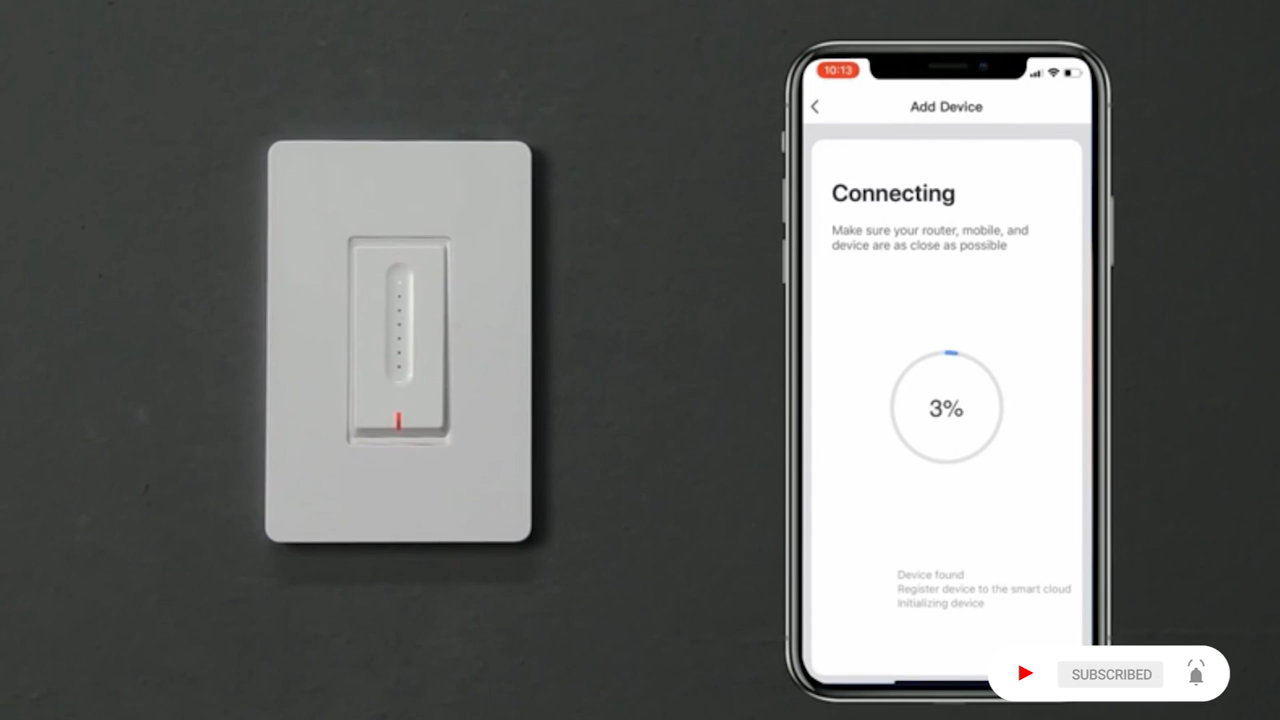 10:13
Add Device
Connecting
Make sure your router, mobile, and
device are as close as possible
3%
Device found
Register device to the smart cloud
Initializing device
SUBSCRIBED